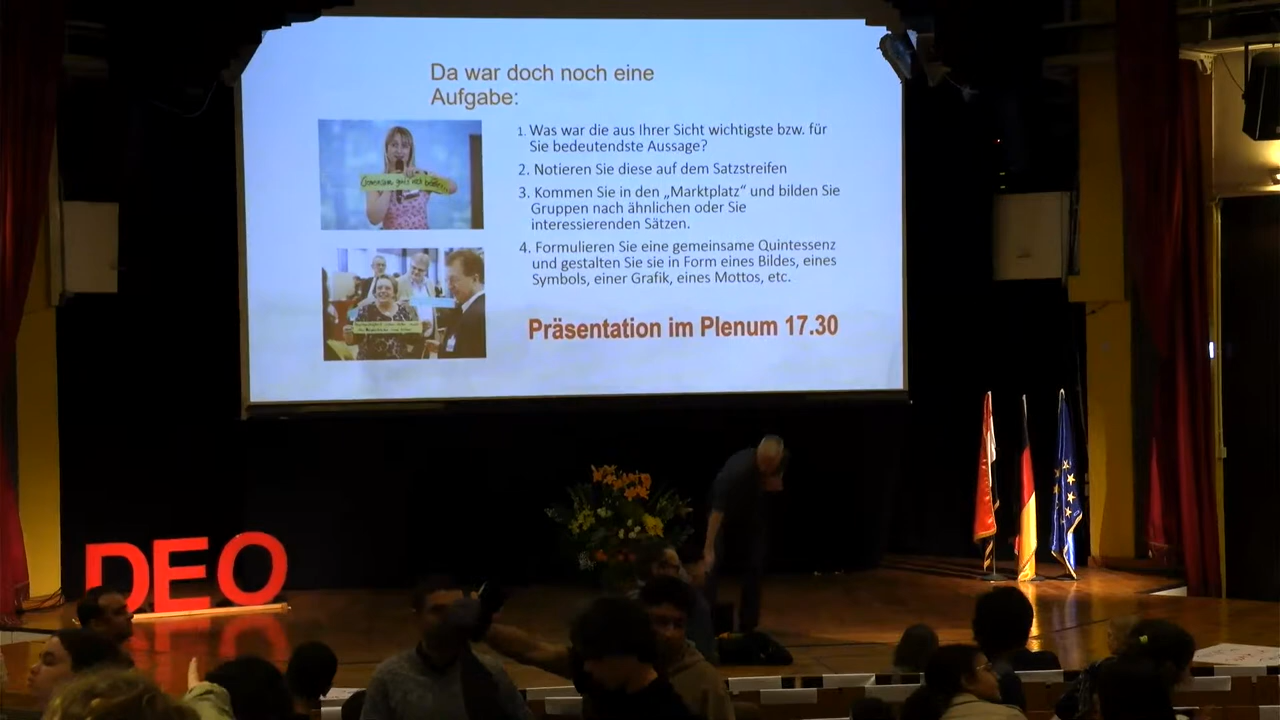 Da war doch noch eine
Aufgabe:
1. Was war die aus Ihrer Sicht wichtigste bzw. für
Sie bedeutendste Aussage?
2. Notieren Sie diese auf dem Satzstreifen
3. Kommen Sie in den „Marktplatz“ und bilden Sie
Gruppen nach ähnlichen oder Sie
interessierenden Sätzen.
4. Formulieren Sie eine gemeinsame Quintessenz
und gestalten Sie sie in Form eines Bildes, eines
Symbols, einer Grafik, eines Mottos, etc.
Präsentation im Plenum 17.30
DEO